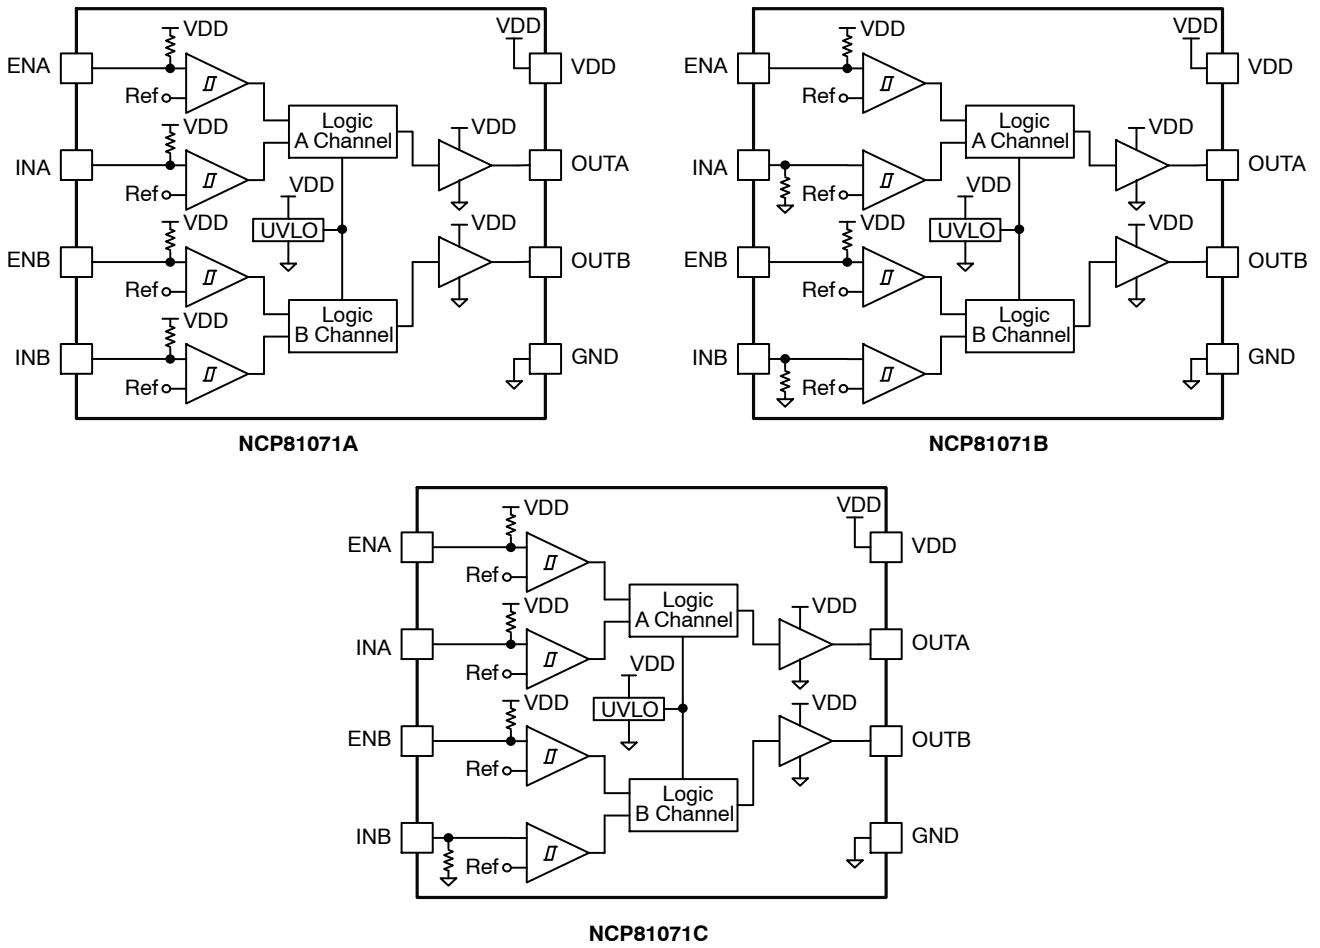 VDD
VDD
ENA
VDD
Ref
Logic
A Channel
VDD
VDD
INA
OUTA
Ref
VDD
UVLO
VDD
VDD
ENB
OUTB
Ref
Logic
B Channel
VDD
INB
GND
Ref
NCP81071A
VDD
VDD
ENA
VDD
Ref
Logic
A Channel
VDD
INA
OUTA
Ref
VDD
UVLO
VDD
VDD
ENB
OUTB
Ref
Logic
B Channel
INB
GND
Ref
NCP81071B
VDD
VDD
ENA
VDD
Ref
Logic
A Channel
VDD
VDD
INA
OUTA
Ref
VDD
UVLO
VDD
VDD
ENB
OUTB
Ref
Logic
B Channel
INB
GND
Ref
NCP81071C